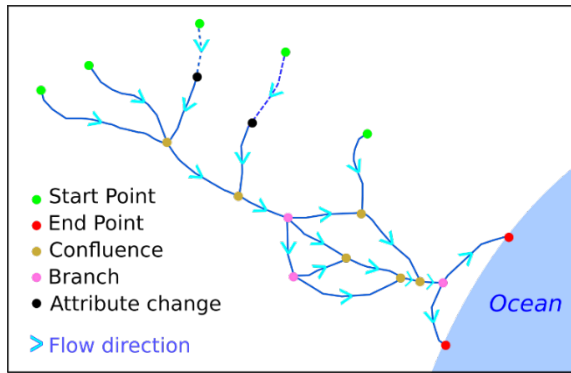 Start Point
End Point
Confluence
Branch
Attribute change
Flow direction
Ocean